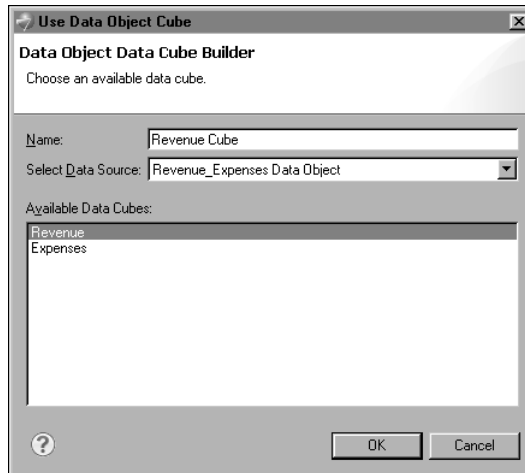 Use Data Object Cube
Data Object Data Cube Builder
Choose an available data cube.
Name: Revenue Cube
Select Data Source: Revenue_Expenses Data Object
Available Data Cubes:
Revenue
Expenses
? OK Cancel